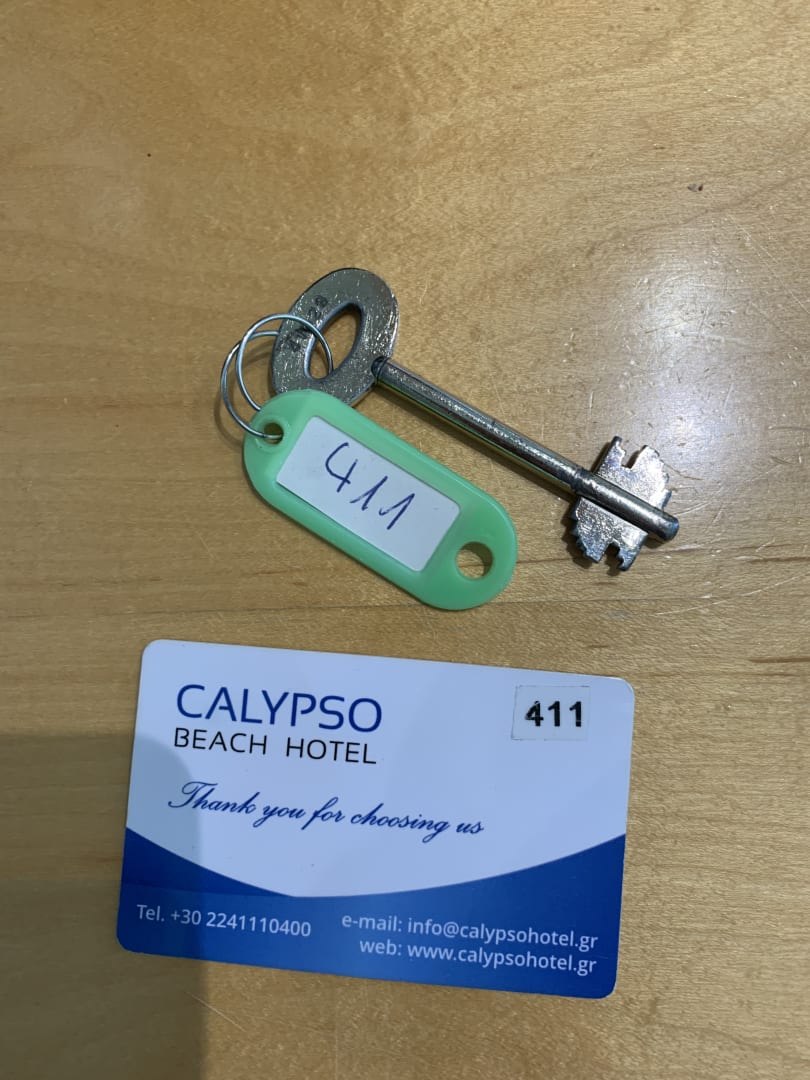 411
CALYPSO
BEACH HOTEL
411
Thank you for choosing us
Tel. +30 2241110400
e-mail: info@calypsohotel.gr
web: www.calypsohotel.gr